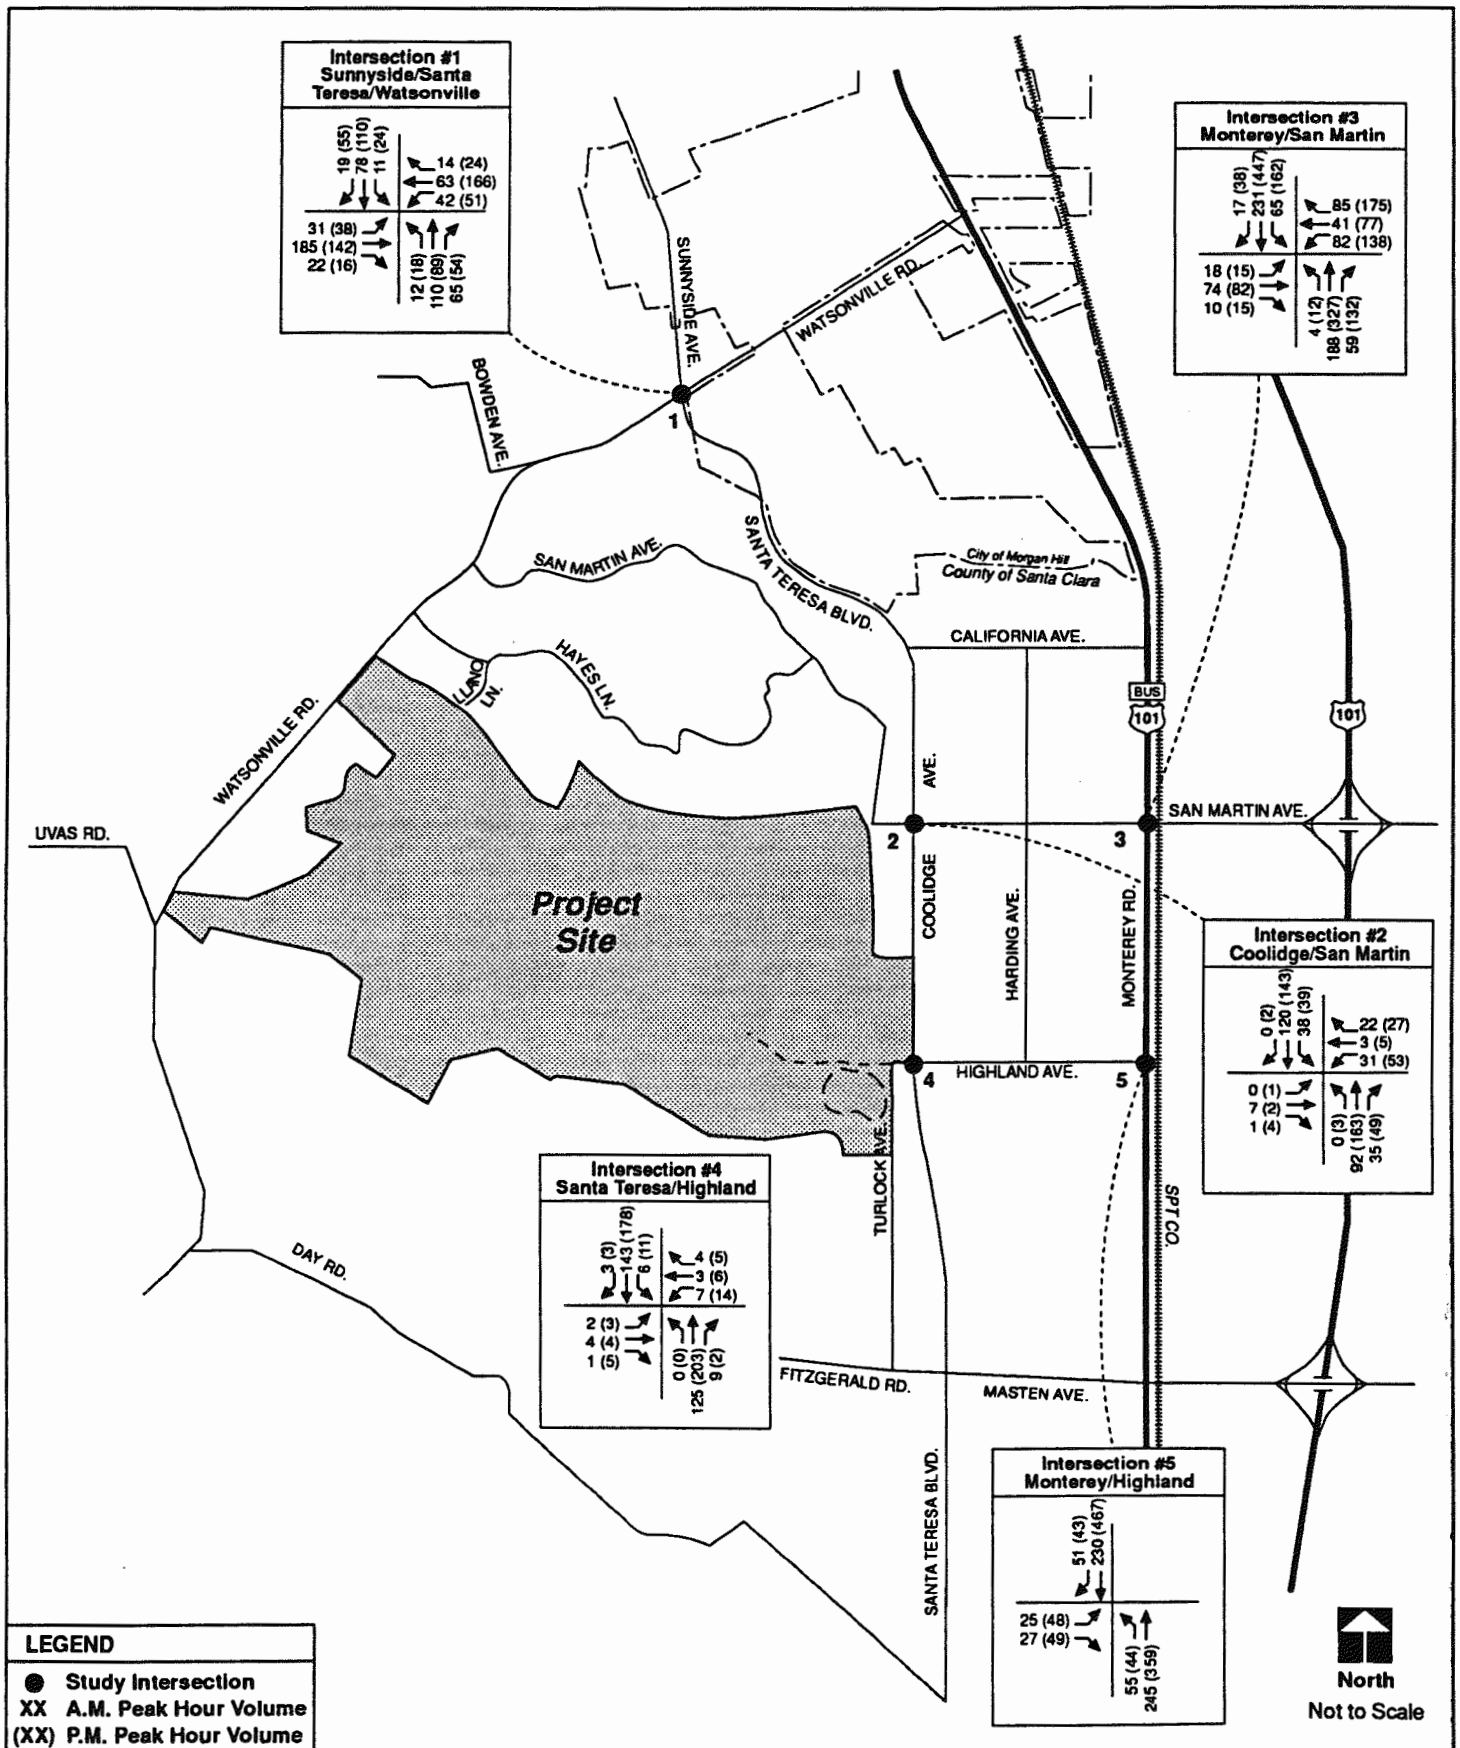 Intersection #1
Sunnyside/Santa
Teresa/Watsonville
19 (55)
78 (110)
11 (24)
14 (24)
63 (166)
42 (51)
31 (38)
185 (142)
22 (16)
12 (18)
110 (89)
65 (54)
Intersection #3
Monterey/San Martin
17 (38)
231 (447)
65 (162)
85 (175)
41 (77)
82 (138)
18 (15)
74 (82)
10 (15)
4 (12)
188 (327)
59 (132)
SUNNYSIDE AVE.
WATSONVILLE RD.
BOWDEN AVE.
1
SANTA TERESA BLVD.
SAN MARTIN AVE.
City of Morgan Hill
County of Santa Clara
CALIFORNIA AVE.
HAYES LN.
LLANO
LN.
WATSONVILLE RD.
BUS
101
101
AVE.
UVAS RD.
SAN MARTIN AVE.
2
3
COOLIDGE
HARDING AVE.
MONTEREY RD.
Project
Site
Intersection #2
Coolidge/San Martin
0 (2)
120 (143)
38 (39)
22 (27)
3 (5)
31 (53)
0 (1)
7 (2)
1 (4)
0 (3)
92 (163)
35 (49)
4
HIGHLAND AVE.
5
TURLOCK AVE.
SPT CO.
Intersection #4
Santa Teresa/Highland
3 (3)
143 (178)
6 (11)
4 (5)
3 (6)
7 (14)
2 (3)
4 (4)
1 (5)
0 (0)
125 (203)
9 (2)
DAY RD.
FITZGERALD RD.
MASTEN AVE.
SANTA TERESA BLVD.
Intersection #5
Monterey/Highland
51 (43)
230 (467)
25 (48)
27 (49)
55 (44)
245 (359)
LEGEND
Study Intersection
XX A.M. Peak Hour Volume
(XX) P.M. Peak Hour Volume
North
Not to Scale